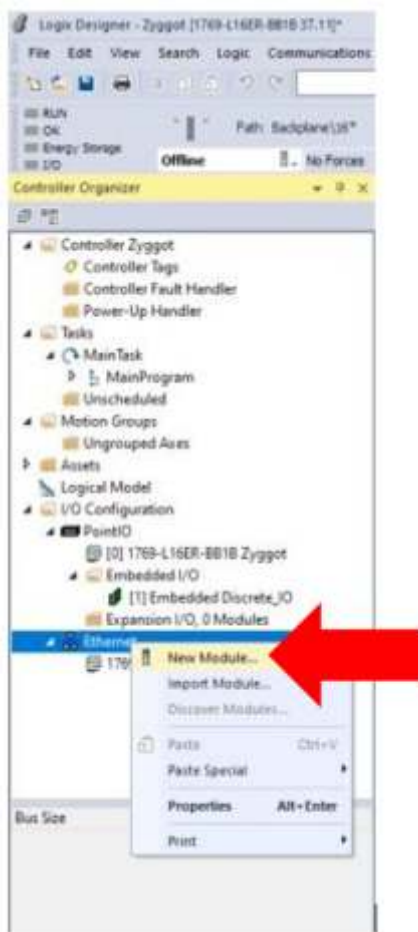 Logix Designer - Zyggot [1769-L16ER-BB1B 37.11]*
File Edit View Search Logic Communications
RUN
OK
Energy Storage
I/O
Path: Backplane\16*
Offline
No Forces
Controller Organizer
Controller Zyggot
Controller Tags
Controller Fault Handler
Power-Up Handler
Tasks
MainTask
MainProgram
Unscheduled
Motion Groups
Ungrouped Axes
Assets
Logical Model
I/O Configuration
PointIO
[0] 1769-L16ER-BB1B Zyggot
Embedded I/O
[1] Embedded Discrete_IO
Expansion I/O, 0 Modules
Ethernet
176
New Module...
Import Module...
Discover Modules...
Paste Ctrl+V
Paste Special
Properties Alt+Enter
Print
Bus Size